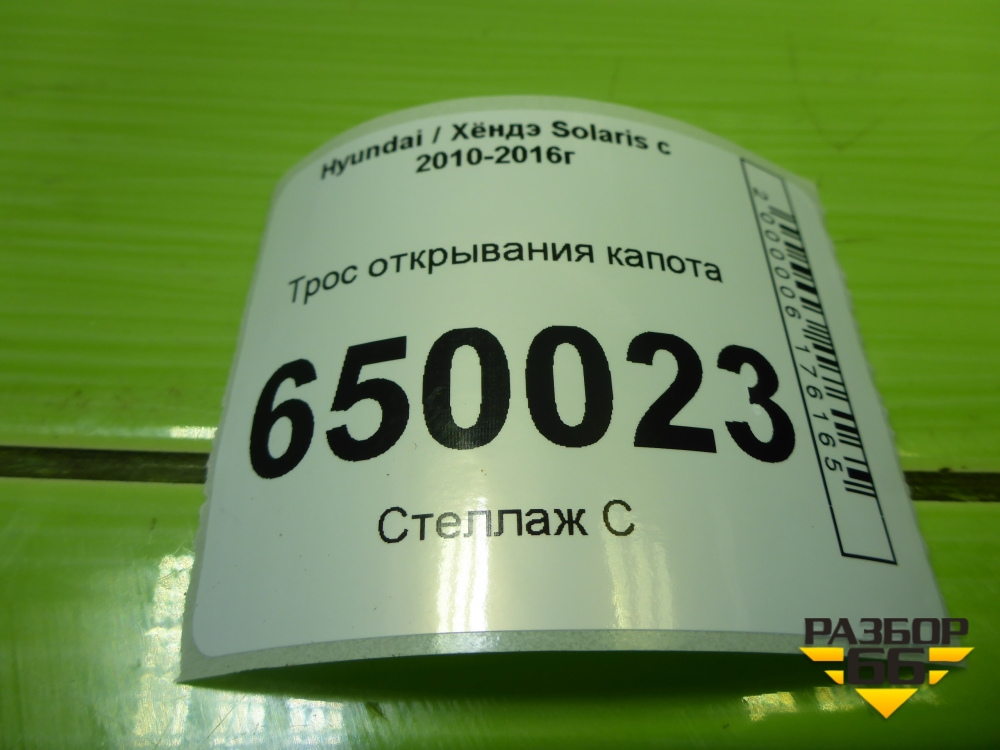 Hyundai / Хёндэ Solaris с
2010-2016г
Трос открывания капота
650023
Стеллаж С
2000006176165
РАЗБОР
66